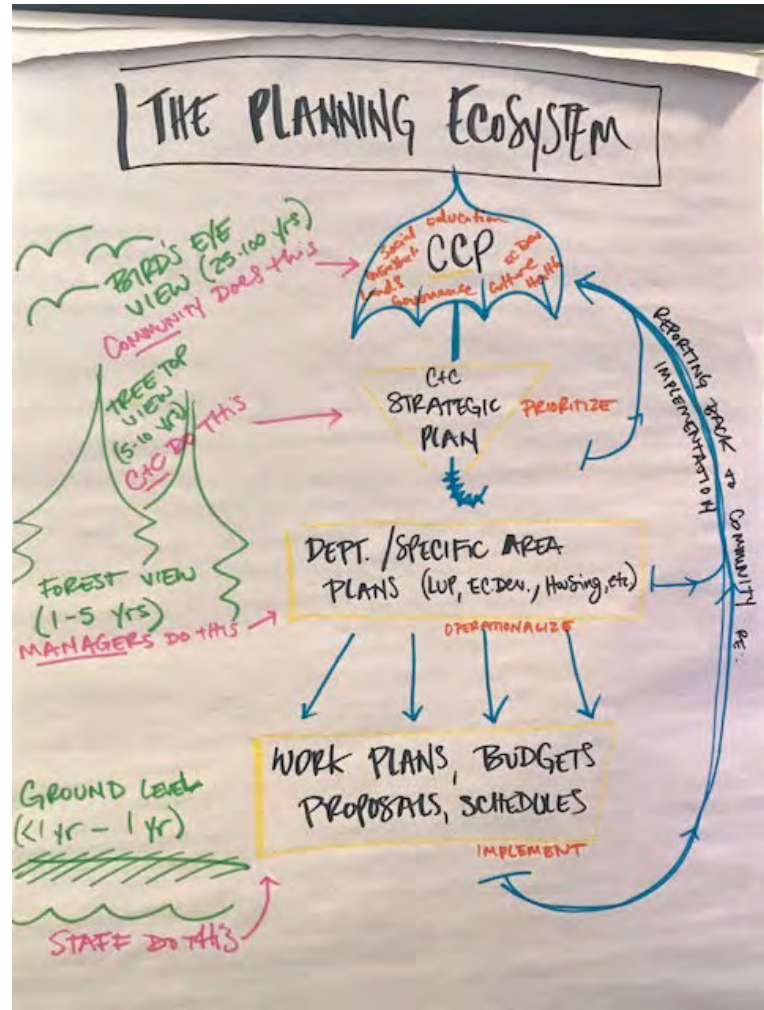 THE PLANNING ECOSYSTEM
BIRD'S EYE
VIEW (25-100 yrs)
COMMUNITY DOES this
Social Education
CCP
EC Dev
Lands
Governance Culture Health
TREE TOP
VIEW
(5-10 yrs)
C+C DO THIS
C+C
STRATEGIC
PLAN
PRIORITIZE
REPORTING BACK to COMMUNITY RE:
IMPLEMENTATION
FOREST VIEW
(1-5 YRS)
MANAGERS DO this
DEPT./SPECIFIC AREA
PLANS (LUP, EC.DEV., Housing, etc)
OPERATIONALIZE
GROUND LEVEL
(<1 yr - 1 yr)
STAFF DO THIS
WORK PLANS, BUDGETS
PROPOSALS, SCHEDULES
IMPLEMENT